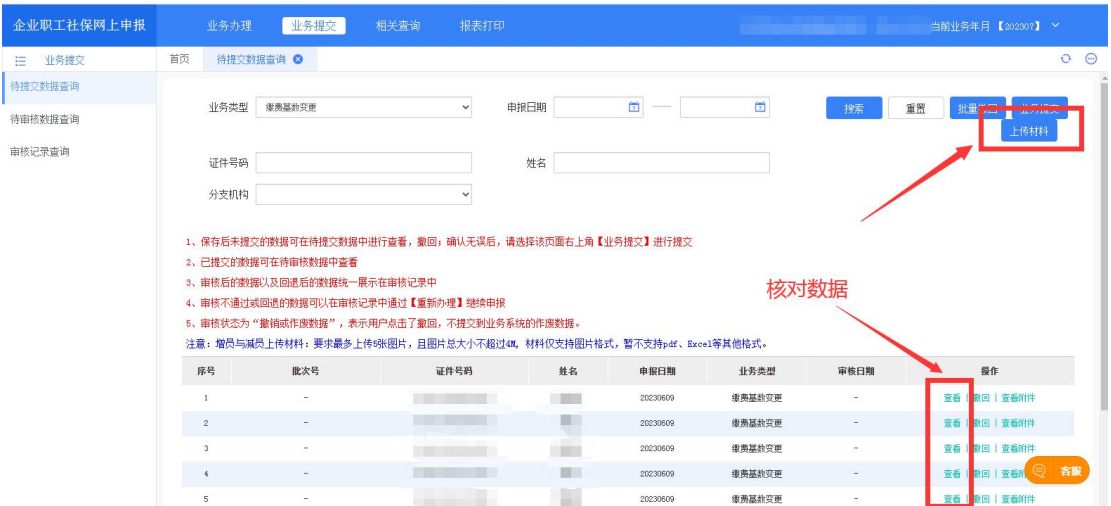 企业职工社保网上申报 业务办理 业务提交 相关查询 报表打印 当前业务年月 【202307】
业务提交 首页 待提交数据查询
待提交数据查询
待审核数据查询
审核记录查询
业务类型 缴费基数变更 申报日期 — 搜索 重置 批量撤回 业务提交
上传材料
证件号码 姓名
分支机构
1、保存后未提交的数据可在待提交数据中进行查看，撤回；确认无误后，请选择该页面右上角【业务提交】进行提交
2、已提交的数据可在待审核数据中查看
3、审核后的数据以及回退后的数据统一展示在审核记录中
4、审核不通过或回退的数据可以在审核记录中通过【重新办理】继续申报
5、审核状态为“撤销或作废数据”，表示用户点击了撤回，不提交到业务系统的作废数据。
注意：增员与减员上传材料：要求最多上传5张图片，且图片总大小不超过4M，材料仅支持图片格式，暂不支持pdf、Excel等其他格式。
核对数据
序号 批次号 证件号码 姓名 申报日期 业务类型 审核日期 操作
1 - 20230609 缴费基数变更 - 查看 | 撤回 | 查看附件
2 - 20230609 缴费基数变更 - 查看 | 撤回 | 查看附件
3 - 20230609 缴费基数变更 - 查看 | 撤回 | 查看附件
4 - 20230609 缴费基数变更 - 查看 | 撤回 | 查看附
客服
5 - 20230609 缴费基数变更 - 查看 | 撤回 | 查看附件